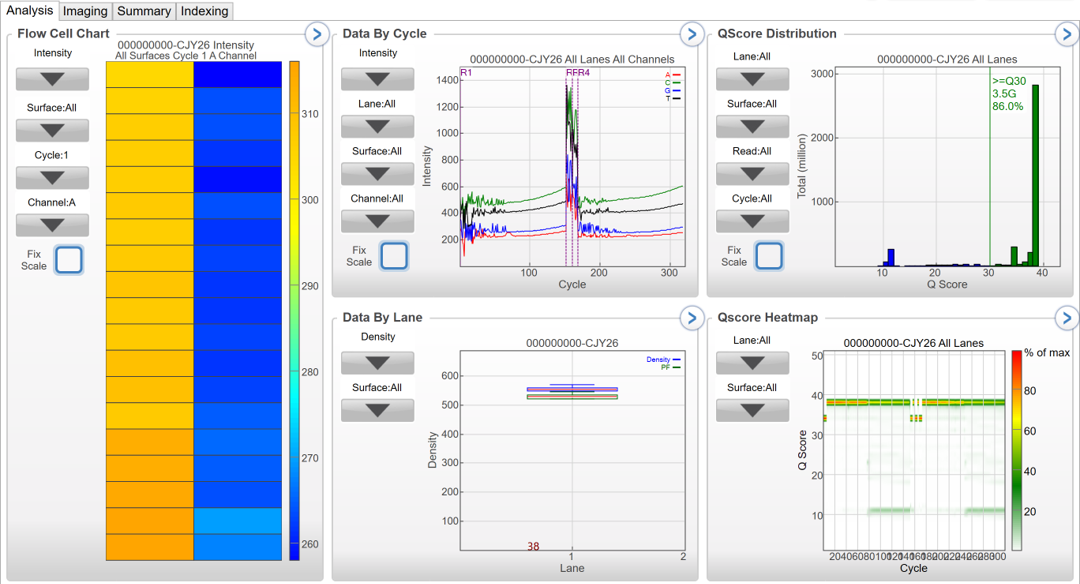 Analysis Imaging Summary Indexing
Flow Cell Chart
Intensity
Surface:All
Cycle:1
Channel:A
Fix
Scale
000000000-CJY26 Intensity
All Surfaces Cycle 1 A Channel
310
300
290
280
270
260
Data By Cycle
Intensity
Lane:All
Surface:All
Channel:All
Fix
Scale
000000000-CJY26 All Lanes All Channels
R1
R4
A
C
G
T
Intensity
1400
1200
1000
800
600
400
200
100 200 300
Cycle
QScore Distribution
Lane:All
Surface:All
Read:All
Cycle:All
Fix
Scale
000000000-CJY26 All Lanes
>=Q30
3.5G
86.0%
Total (million)
3000
2000
1000
10 20 30 40
Q Score
Data By Lane
Density
Surface:All
000000000-CJY26
Density
PF
Density
600
500
400
300
200
100
38
1 2
Lane
Qscore Heatmap
Lane:All
Surface:All
000000000-CJY26 All Lanes
% of max
80
60
40
20
Q Score
50
40
30
20
10
Cycle